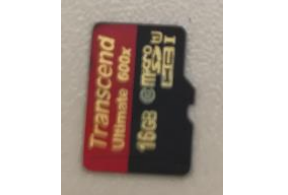 Transcend
Ultimate 600x
16GB
micro
SD
HC I